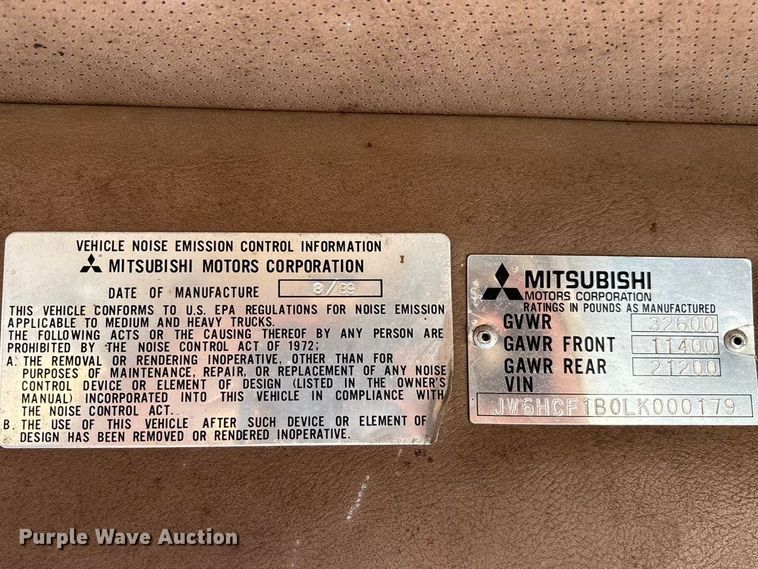 VEHICLE NOISE EMISSION CONTROL INFORMATION
MITSUBISHI MOTORS CORPORATION
DATE OF MANUFACTURE 8/89
THIS VEHICLE CONFORMS TO U.S. EPA REGULATIONS FOR NOISE EMISSION
APPLICABLE TO MEDIUM AND HEAVY TRUCKS.
THE FOLLOWING ACTS OR THE CAUSING THEREOF BY ANY PERSON ARE
PROHIBITED BY THE NOISE CONTROL ACT OF 1972;
A. THE REMOVAL OR RENDERING INOPERATIVE, OTHER THAN FOR
PURPOSES OF MAINTENANCE, REPAIR, OR REPLACEMENT OF ANY NOISE
CONTROL DEVICE OR ELEMENT OF DESIGN (LISTED IN THE OWNER'S
MANUAL) INCORPORATED INTO THIS VEHICLE IN COMPLIANCE WITH
THE NOISE CONTROL ACT.
B. THE USE OF THIS VEHICLE AFTER SUCH DEVICE OR ELEMENT OF
DESIGN HAS BEEN REMOVED OR RENDERED INOPERATIVE.
MITSUBISHI
MOTORS CORPORATION
RATINGS IN POUNDS AS MANUFACTURED
GVWR 32600
GAWR FRONT 11400
GAWR REAR 21200
VIN
JW6HCF1B0LK000179
Purple Wave Auction